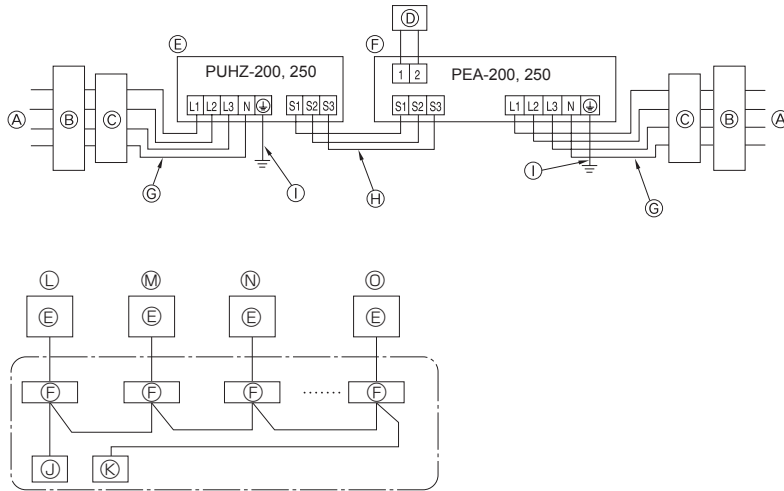 Ⓓ
Ⓔ Ⓕ
PUHZ-200, 250
1 2 PEA-200, 250
L1 L2 L3 N S1 S2 S3
S1 S2 S3 L1 L2 L3 N
Ⓐ Ⓑ Ⓒ Ⓒ Ⓑ Ⓐ
Ⓖ Ⓘ Ⓗ Ⓘ Ⓖ
Ⓛ Ⓜ Ⓝ Ⓞ
Ⓔ Ⓔ Ⓔ Ⓔ
Ⓕ Ⓕ Ⓕ ....... Ⓕ
Ⓙ Ⓚ